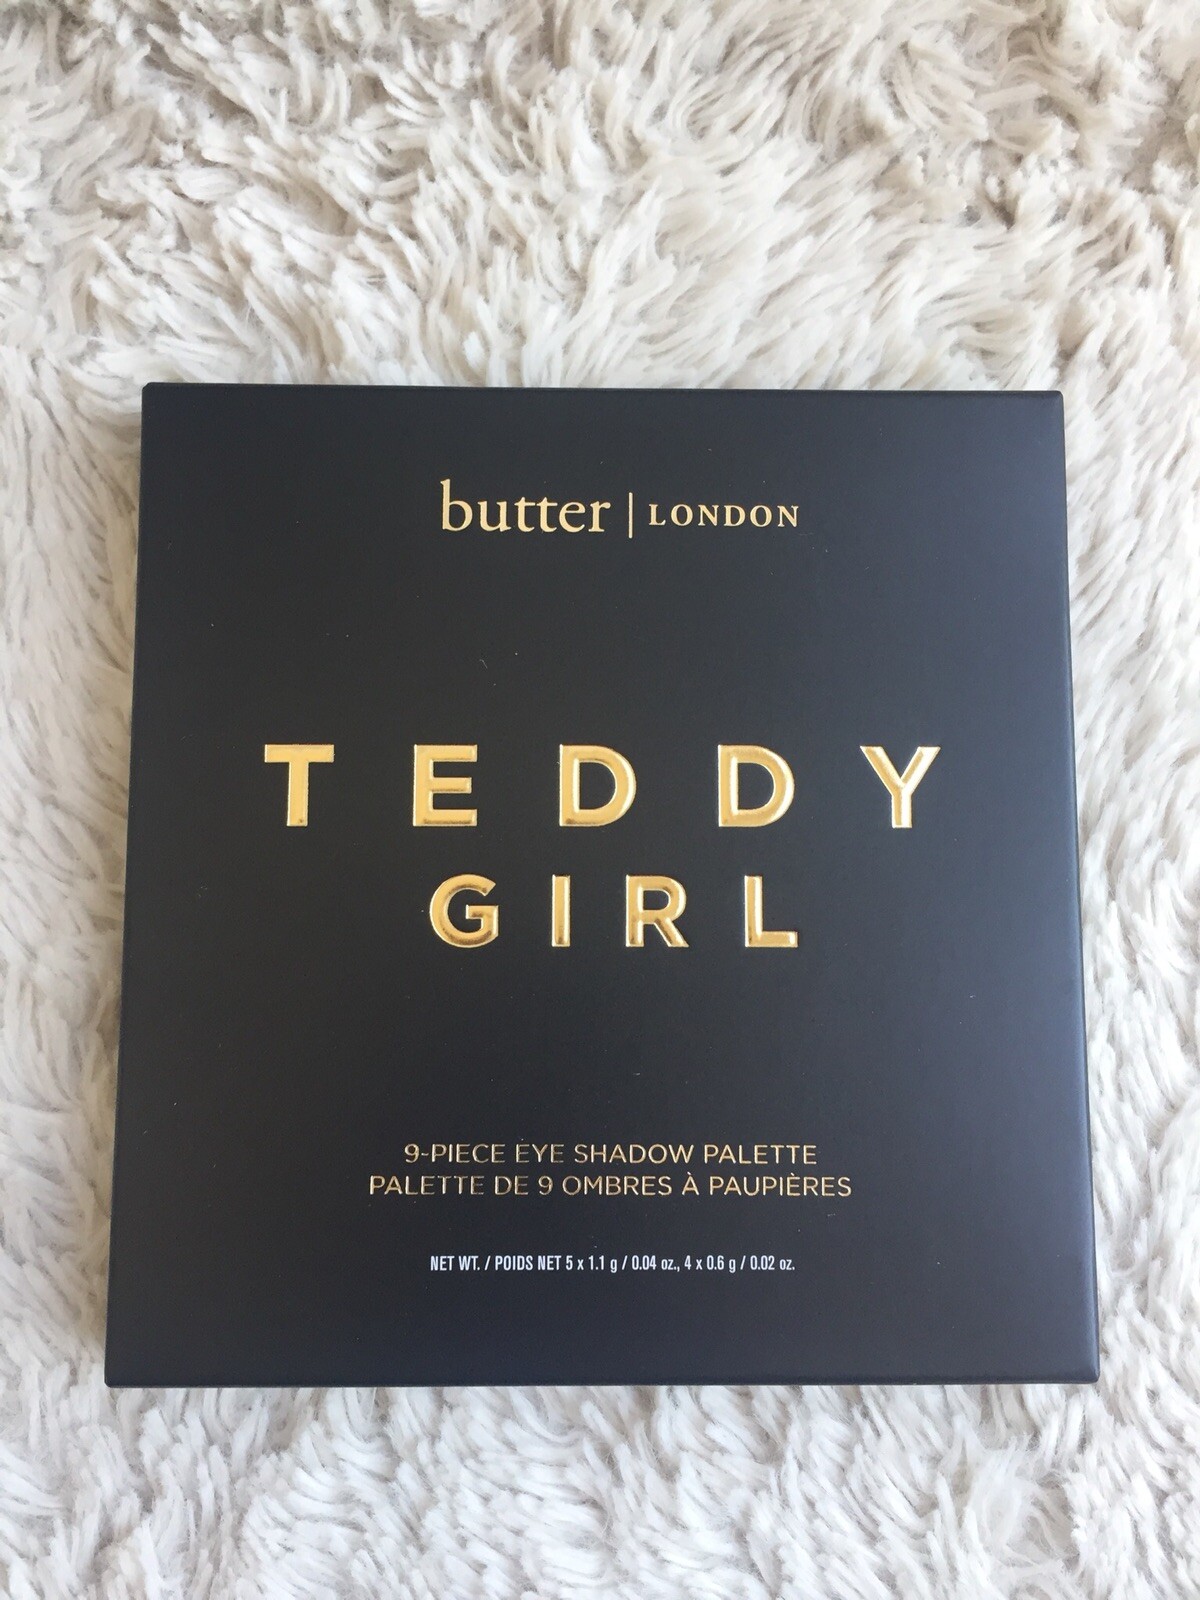 butter | LONDON
TEDDY
GIRL
9-PIECE EYE SHADOW PALETTE
PALETTE DE 9 OMBRES À PAUPIÈRES
NET WT. / POIDS NET 5 x 1.1 g / 0.04 oz., 4 x 0.6 g / 0.02 oz.